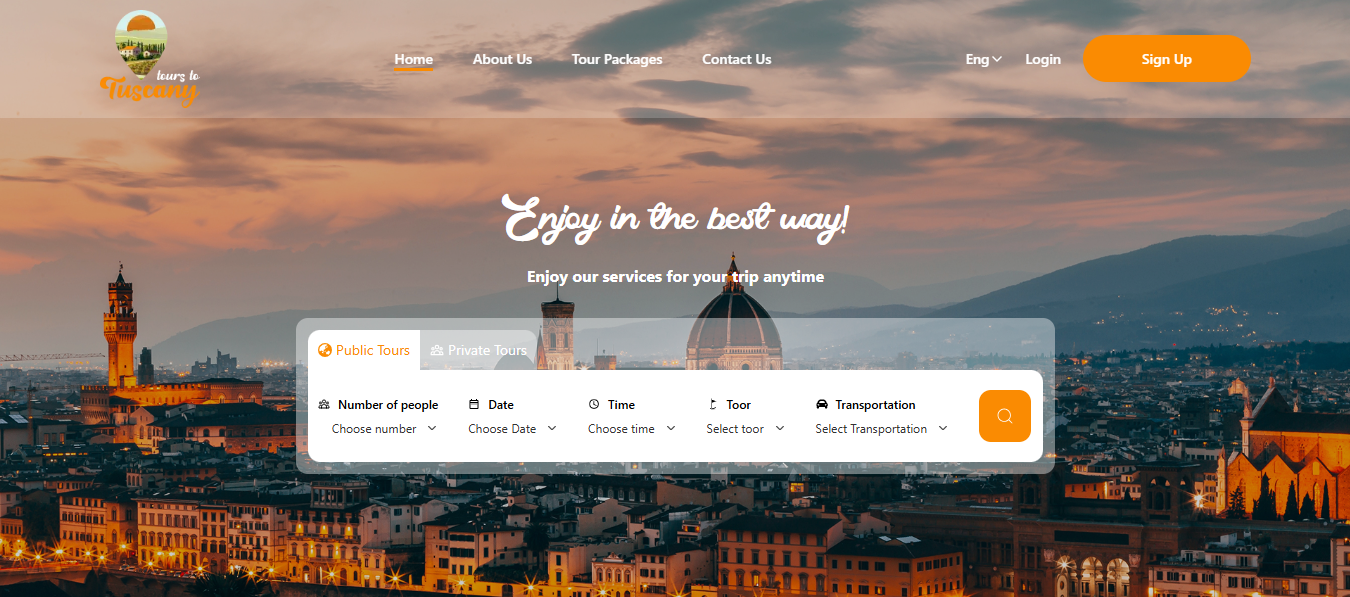 tours to
Tuscany
Home About Us Tour Packages Contact Us Eng Login Sign Up
Enjoy in the best way!
Enjoy our services for your trip anytime
Public Tours Private Tours
Number of people Date Time Toor Transportation
Choose number Choose Date Choose time Select toor Select Transportation